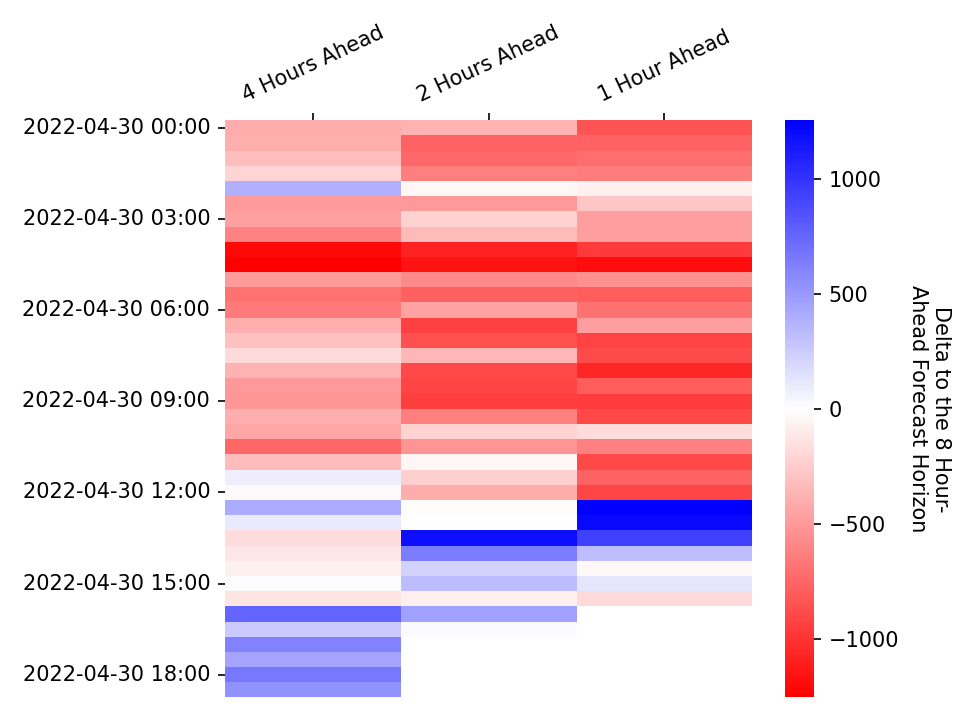 4 Hours Ahead
2 Hours Ahead
1 Hour Ahead
2022-04-30 00:00
2022-04-30 03:00
2022-04-30 06:00
2022-04-30 09:00
2022-04-30 12:00
2022-04-30 15:00
2022-04-30 18:00
1000
500
0
−500
−1000
Delta to the 8 Hour-
Ahead Forecast Horizon